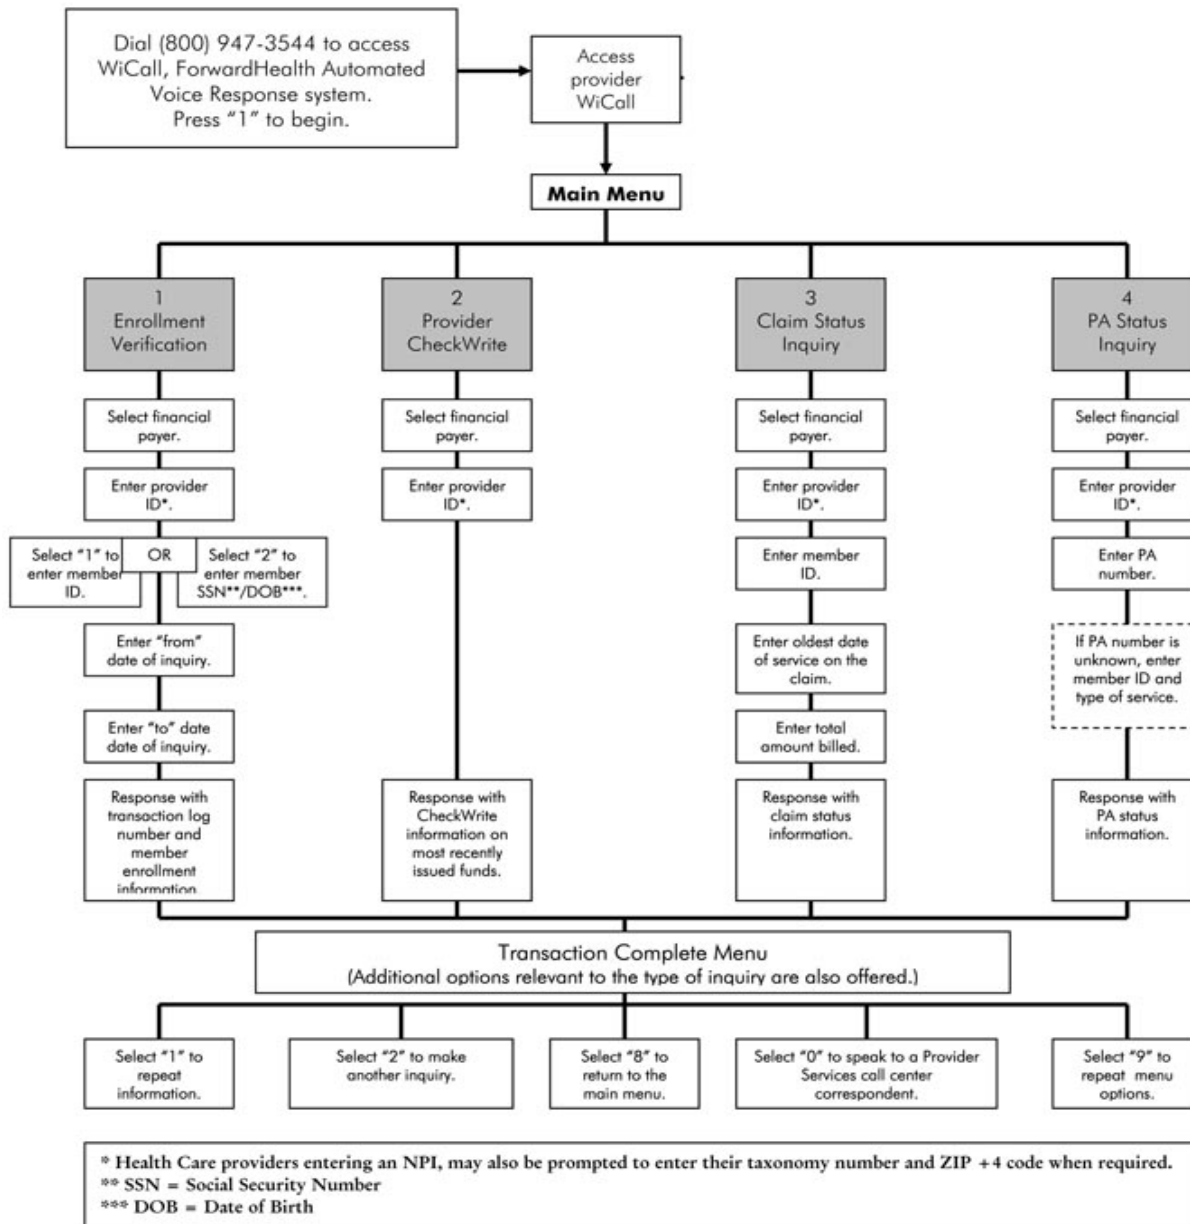 Dial (800) 947-3544 to access
WiCall, ForwardHealth Automated
Voice Response system.
Press “1” to begin.
Access
provider
WiCall
Main Menu
1
Enrollment
Verification
2
Provider
CheckWrite
3
Claim Status
Inquiry
4
PA Status
Inquiry
Select financial
payer.
Select financial
payer.
Select financial
payer.
Select financial
payer.
Enter provider
ID*.
Enter provider
ID*.
Enter provider
ID*.
Enter provider
ID*.
Select “1” to
enter member
ID.
OR
Select “2” to
enter member
SSN**/DOB***.
Enter member
ID.
Enter PA
number.
Enter “from”
date of inquiry.
Enter oldest date
of service on the
claim.
If PA number is
unknown, enter
member ID and
type of service.
Enter “to” date
date of inquiry.
Enter total
amount billed.
Response with
transaction log
number and
member
enrollment
information
Response with
CheckWrite
information on
most recently
issued funds.
Response with
claim status
information.
Response with
PA status
information.
Transaction Complete Menu
(Additional options relevant to the type of inquiry are also offered.)
Select “1” to
repeat
information.
Select “2” to make
another inquiry.
Select “8” to
return to the
main menu.
Select “0” to speak to a Provider
Services call center
correspondent.
Select “9” to
repeat menu
options.
* Health Care providers entering an NPI, may also be prompted to enter their taxonomy number and ZIP +4 code when required.
** SSN = Social Security Number
*** DOB = Date of Birth